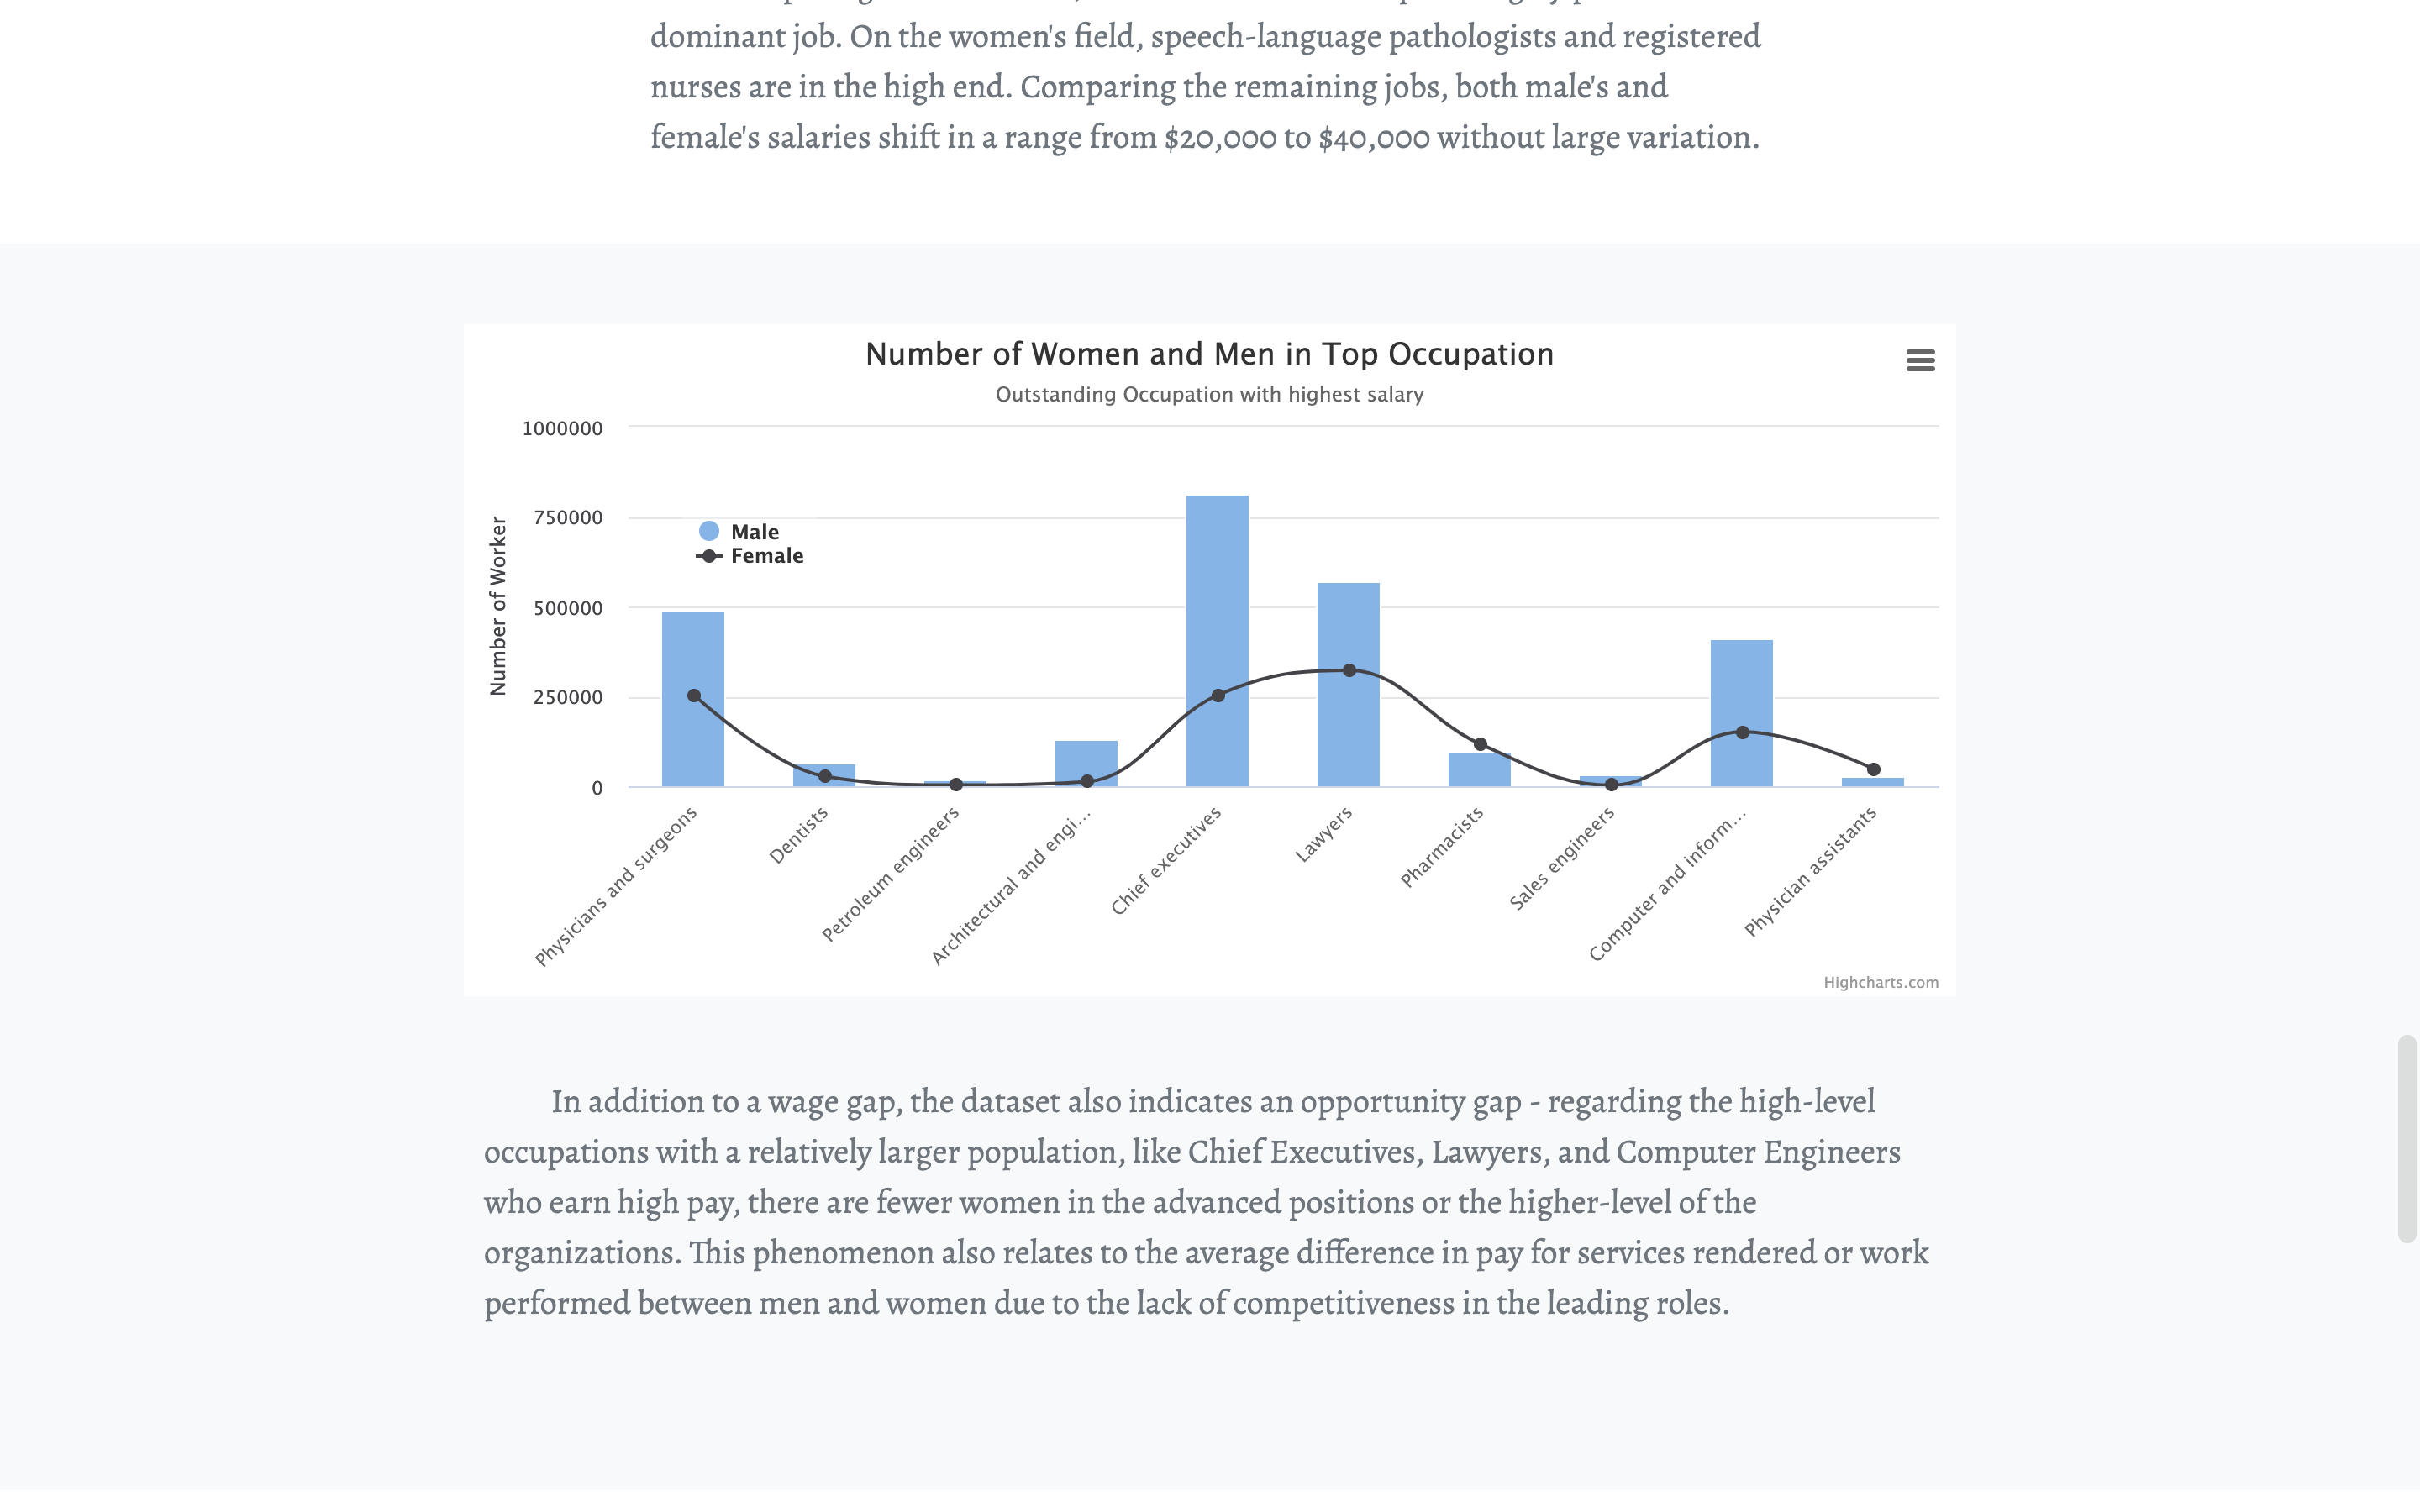 dominant job. On the women's field, speech-language pathologists and registered
nurses are in the high end. Comparing the remaining jobs, both male's and
female's salaries shift in a range from $20,000 to $40,000 without large variation.
Number of Women and Men in Top Occupation
Outstanding Occupation with highest salary
Number of Worker
1000000
750000
500000
250000
0
Male
Female
Physicians and surgeons
Dentists
Petroleum engineers
Architectural and engi...
Chief executives
Lawyers
Pharmacists
Sales engineers
Computer and inform...
Physician assistants
Highcharts.com
In addition to a wage gap, the dataset also indicates an opportunity gap - regarding the high-level
occupations with a relatively larger population, like Chief Executives, Lawyers, and Computer Engineers
who earn high pay, there are fewer women in the advanced positions or the higher-level of the
organizations. This phenomenon also relates to the average difference in pay for services rendered or work
performed between men and women due to the lack of competitiveness in the leading roles.